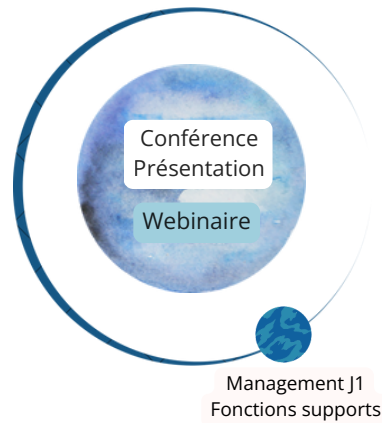 Conférence
Présentation
Webinaire
Management J1
Fonctions supports